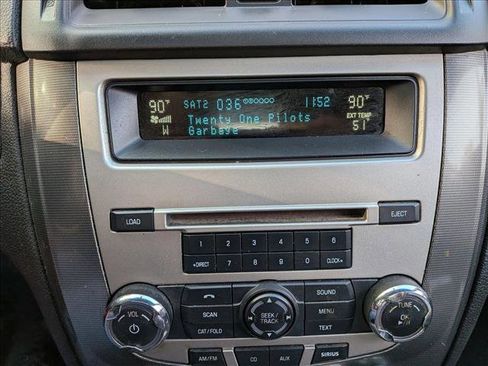 90°F SAT2 036 11:52 90°F
Twenty One Pilots EXT TEMP
W Garbage 51°
LOAD
EJECT
1 2 3 4 5 6
•DIRECT 7 8 9 0 CLOCK•
SOUND
VOL
SCAN
SEEK/
TRACK
MENU
TUNE
OK
CAT/FOLD
TEXT
AM/FM CD AUX SIRIUS